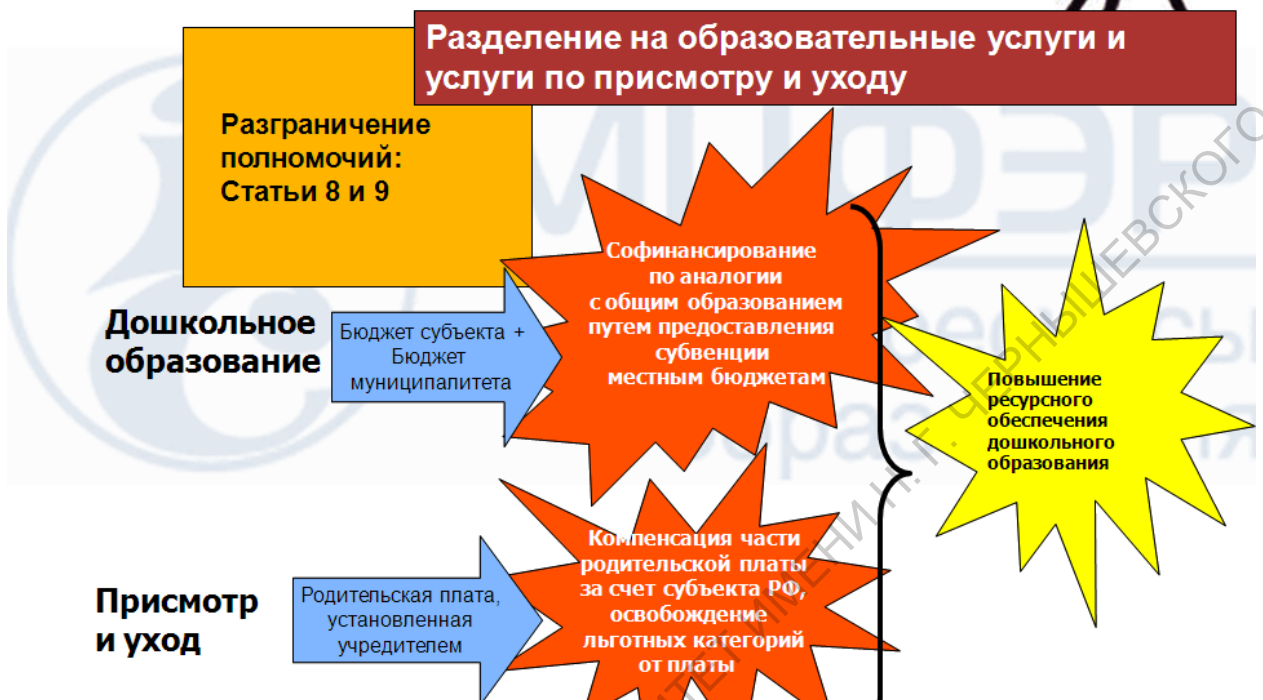 Разделение на образовательные услуги и
услуги по присмотру и уходу
Разграничение
полномочий:
Статьи 8 и 9
Дошкольное
образование
Бюджет субъекта +
Бюджет
муниципалитета
Софинансирование
по аналогии
с общим образованием
путем предоставления
субвенции
местным бюджетам
Повышение
ресурсного
обеспечения
дошкольного
образования
Присмотр
и уход
Родительская плата,
установленная
учредителем
Компенсация части
родительской платы
за счет субъекта РФ,
освобождение
льготных категорий
от платы
ИМЕНИ Н. Г. ЧЕРНЫШЕВСКОГО